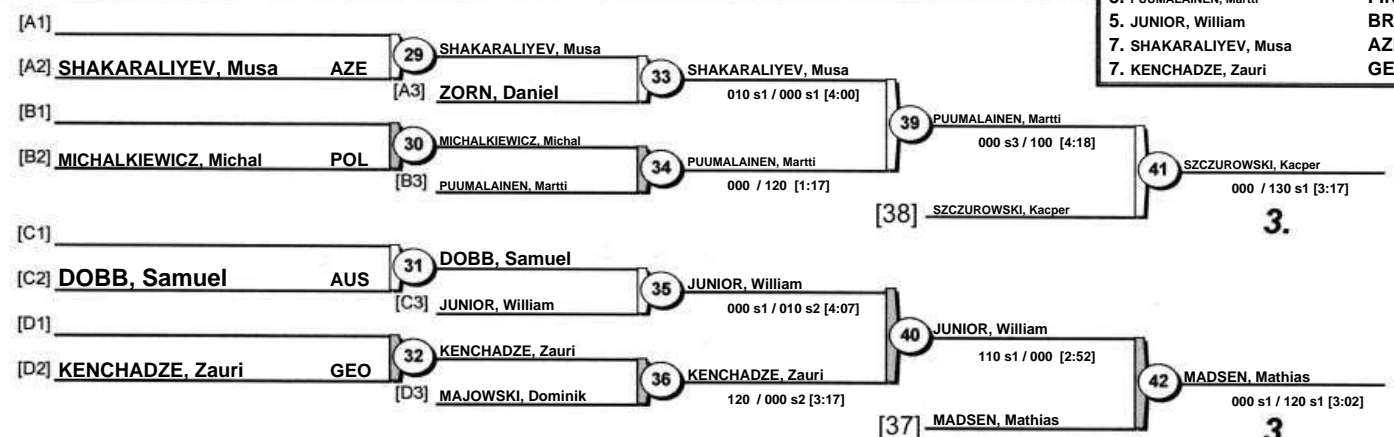 5. JUNIOR, William BR
7. SHAKARALIYEV, Musa
7. KENCHADZE, Zauri GE
[A1]
[A2] SHAKARALIYEV, Musa AZE
29
SHAKARALIYEV, Musa
[A3] ZORN, Daniel
33
SHAKARALIYEV, Musa
010 s1 / 000 s1 [4:00]
[B1]
[B2] MICHALKIEWICZ, Michal POL
30
MICHALKIEWICZ, Michal
[B3] PUUMALAINEN, Martti
34
PUUMALAINEN, Martti
000 / 120 [1:17]
39
PUUMALAINEN, Martti
000 s3 / 100 [4:18]
[38] SZCZUROWSKI, Kacper
41
SZCZUROWSKI, Kacper
000 / 130 s1 [3:17]
3.
[C1]
[C2] DOBB, Samuel AUS
31
DOBB, Samuel
[C3] JUNIOR, William
35
JUNIOR, William
000 s1 / 010 s2 [4:07]
[D1]
[D2] KENCHADZE, Zauri GEO
32
KENCHADZE, Zauri
[D3] MAJOWSKI, Dominik
36
KENCHADZE, Zauri
120 / 000 s2 [3:17]
40
JUNIOR, William
110 s1 / 000 [2:52]
[37] MADSEN, Mathias
42
MADSEN, Mathias
000 s1 / 120 s1 [3:02]
3